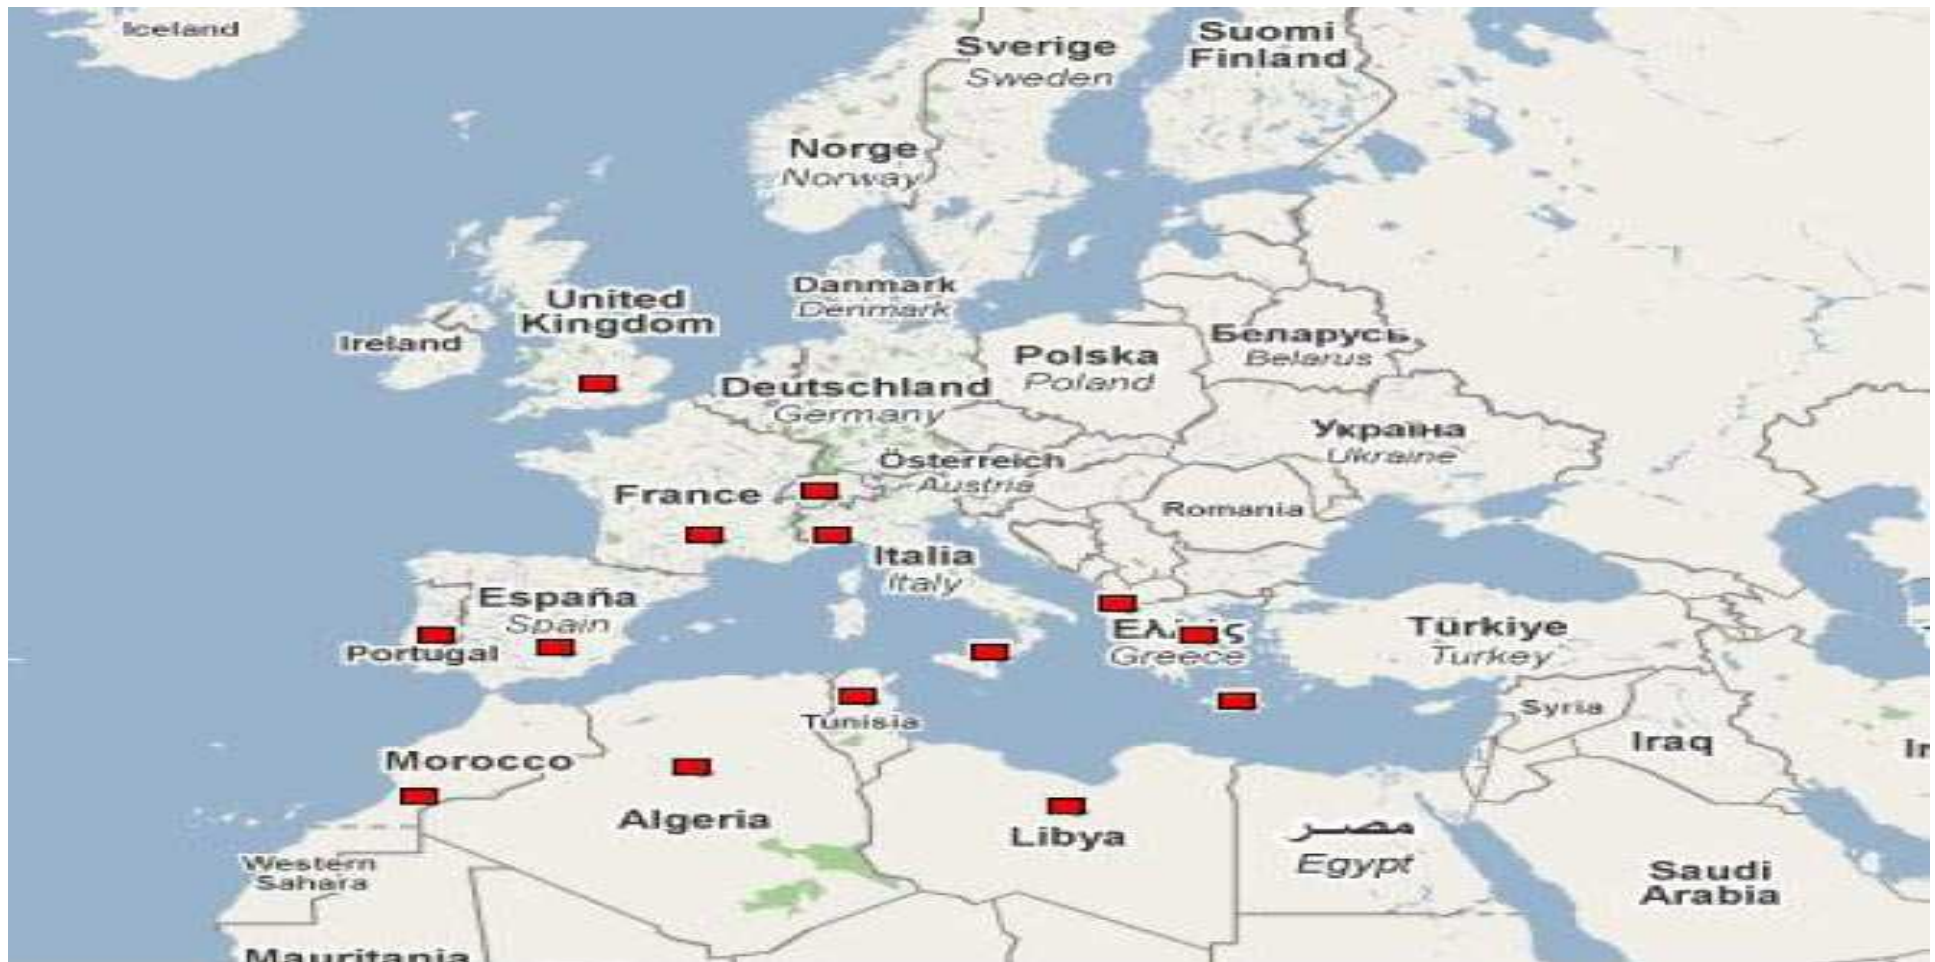 Iceland
Sverige
Sweden
Suomi
Finland
Norge
Norway
Danmark
Denmark
United
Kingdom
Ireland
Беларусь
Belarus
Polska
Poland
Deutschland
Germany
Україна
Ukraine
Österreich
Austria
France
Romania
Italia
Italy
España
Spain
Portugal
Greece
Türkiye
Turkey
Tunisia
Syria
Iraq
Morocco
Algeria
Libya
مصر
Egypt
Western
Sahara
Saudi
Arabia
Mauritania